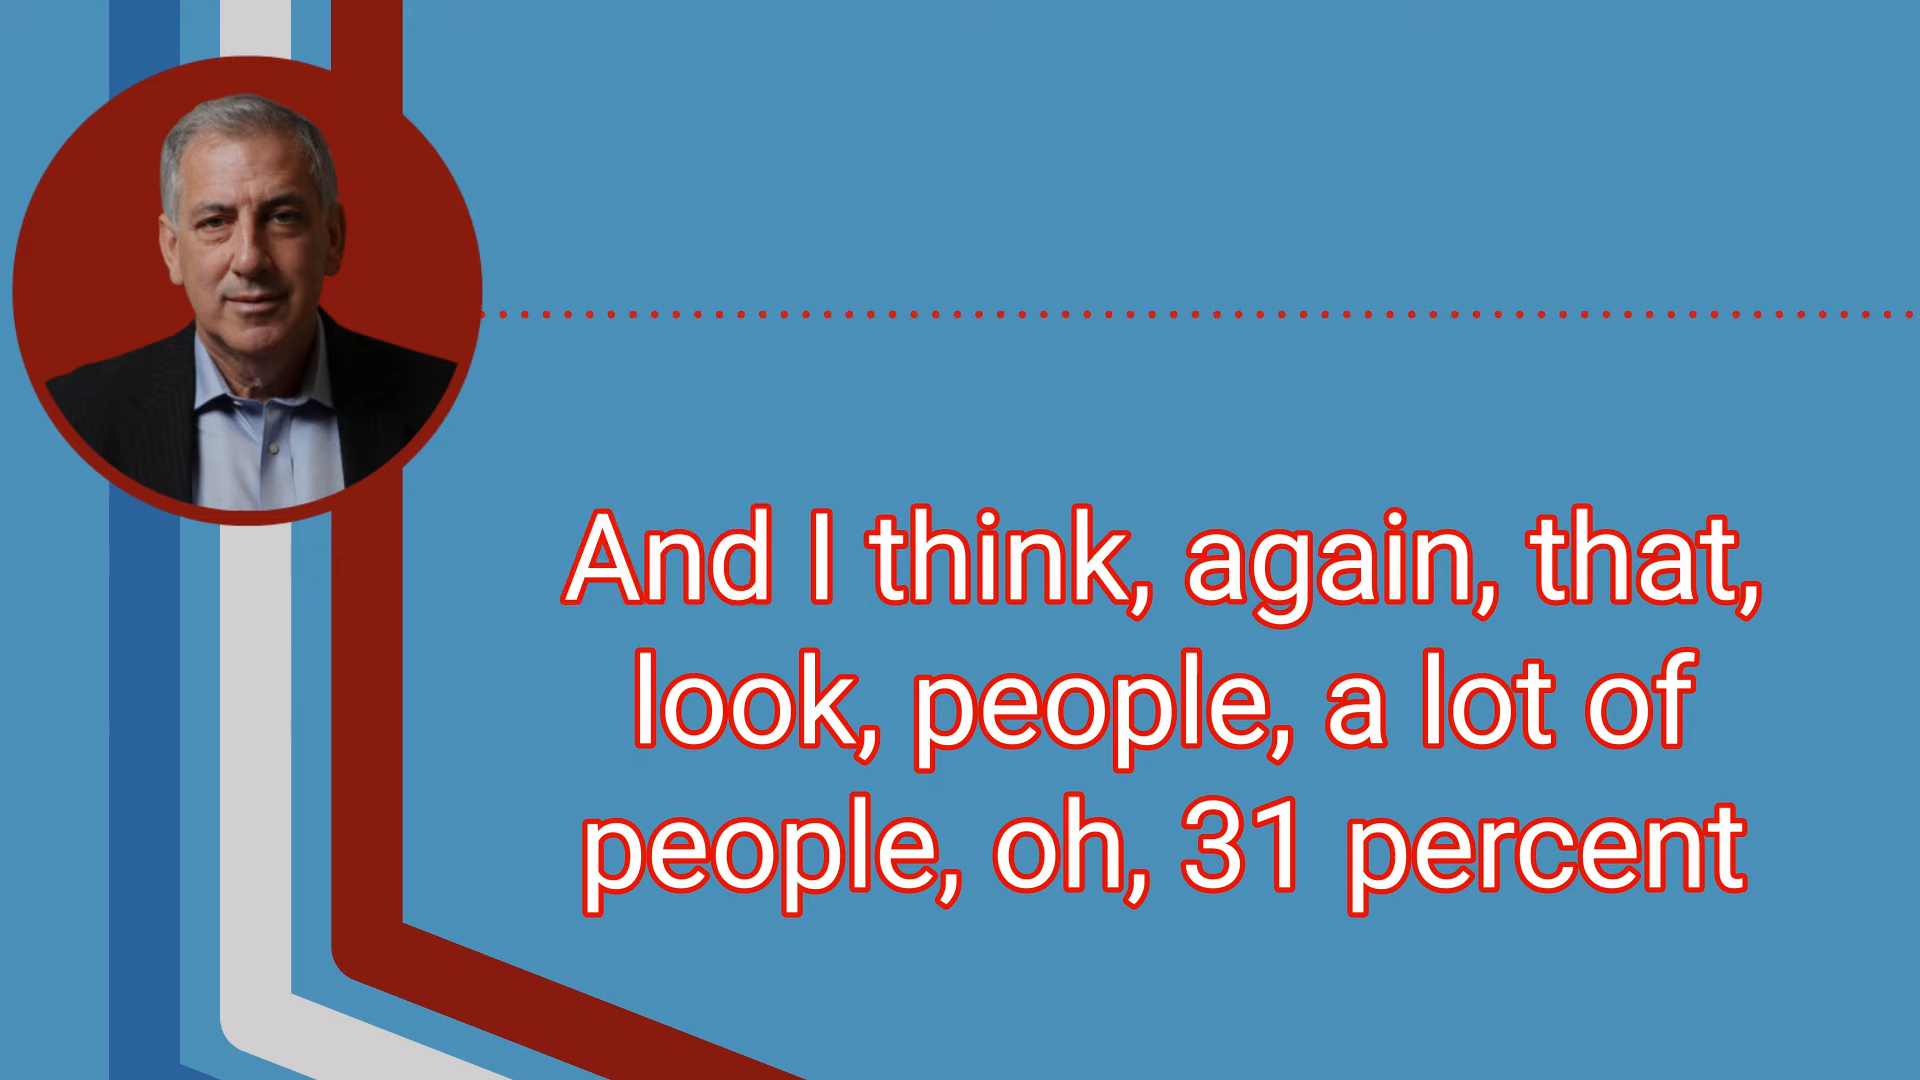 And I think, again, that,
look, people, a lot of
people, oh, 31 percent